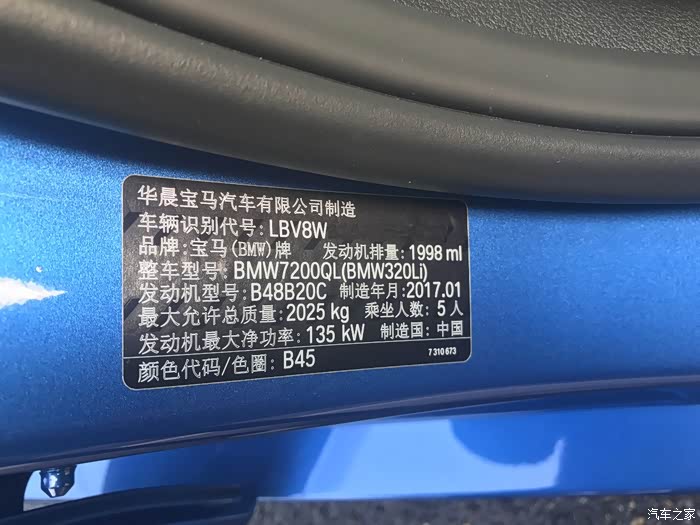 华晨宝马汽车有限公司制造
车辆识别代号: LBV8W
品牌: 宝马(BMW)牌 发动机排量: 1998 ml
整车型号: BMW7200QL(BMW320Li)
发动机型号: B48B20C 制造年月: 2017.01
最大允许总质量: 2025 kg 乘坐人数: 5 人
发动机最大净功率: 135 kW 制造国: 中国
7 310 673
颜色代码/色圈: B45
汽车之家